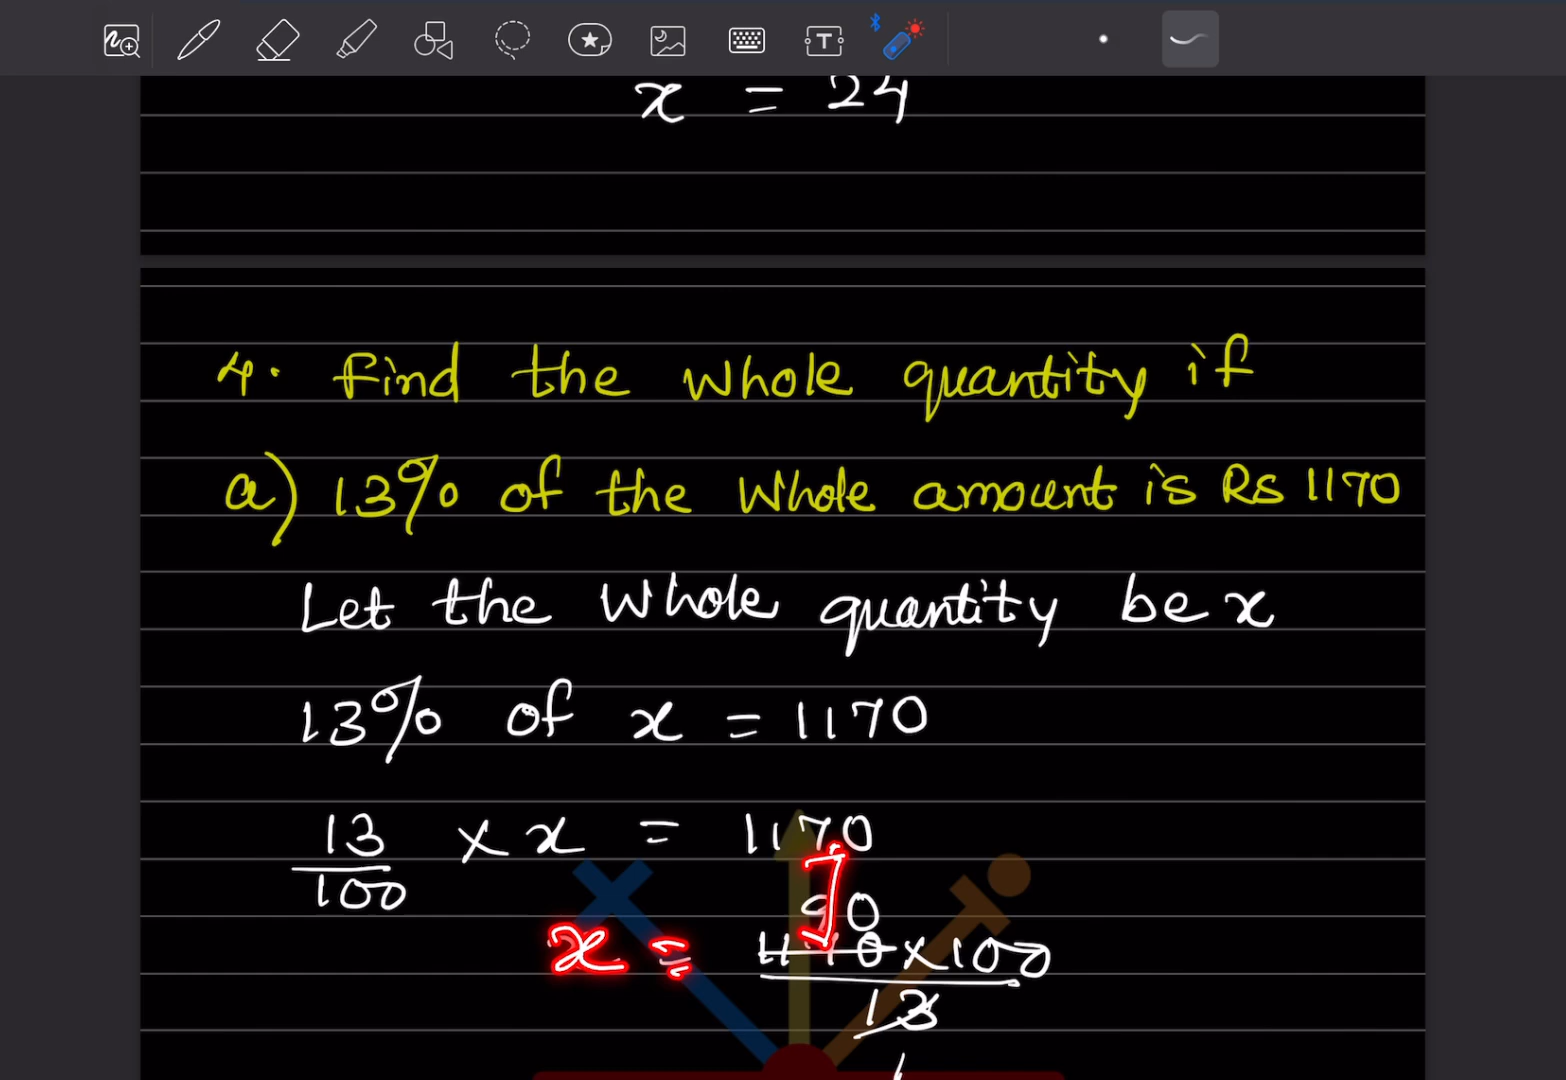 x = 24
4. Find the whole quantity if
a) 13% of the whole amount is Rs 1170
Let the whole quantity be x
13% of x = 1170
13/100 × x = 1170
90
x = 1170 × 100
13
1